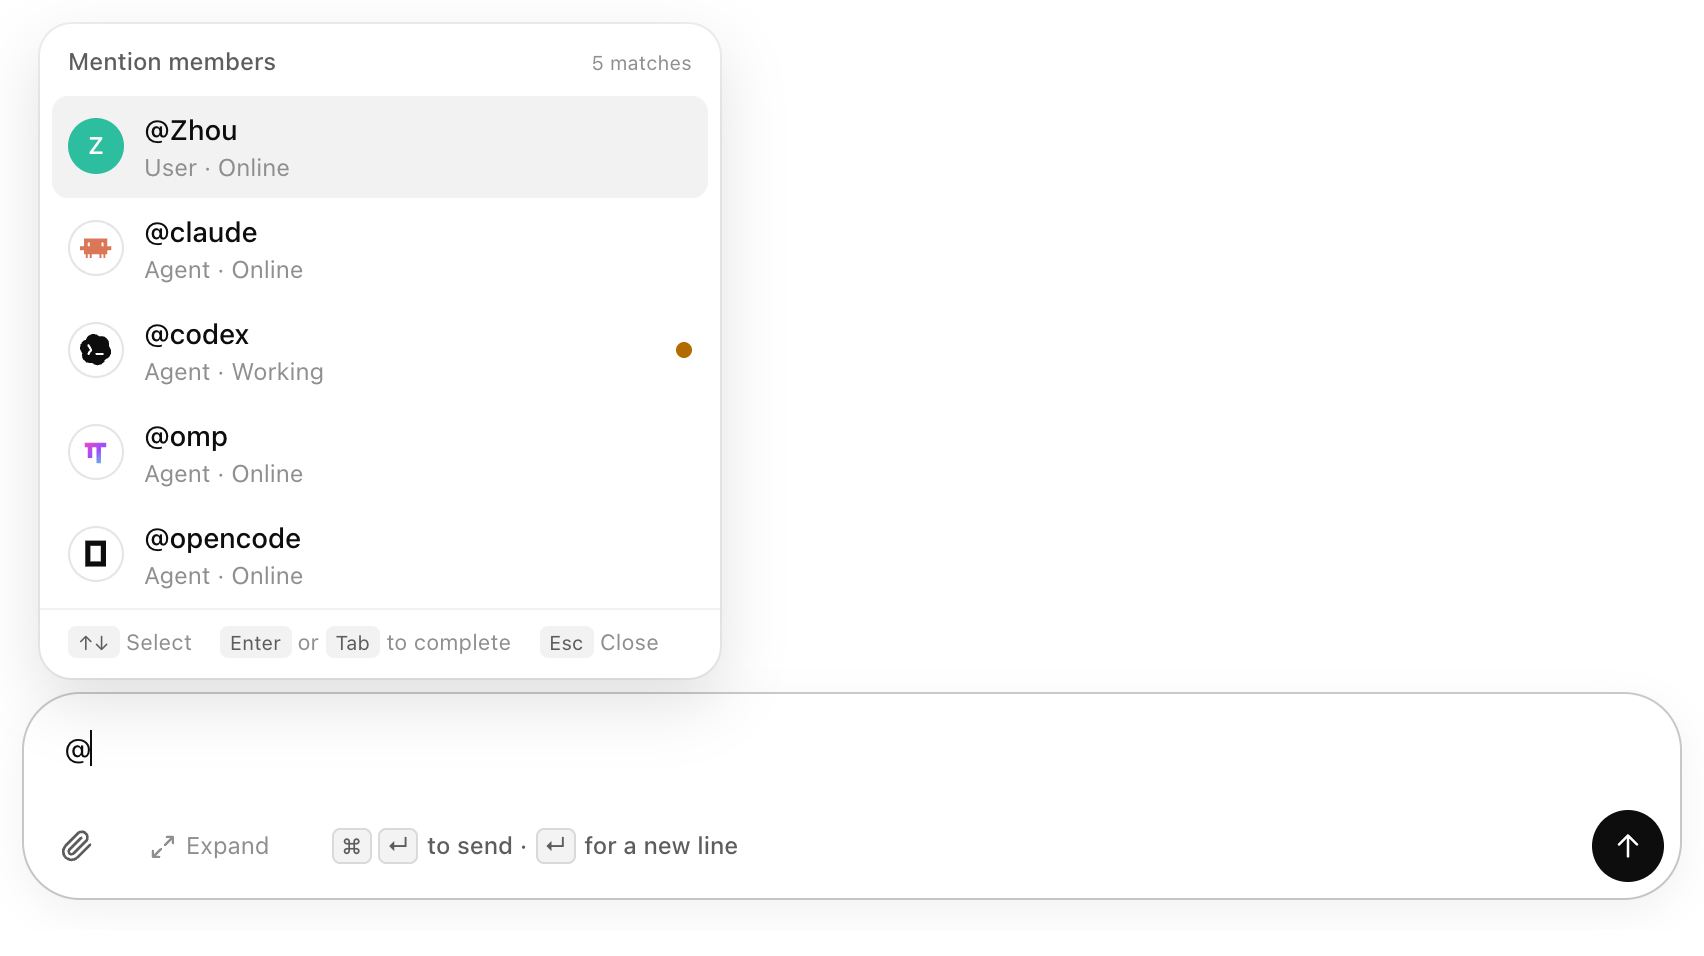 Mention members 5 matches
Z
@Zhou
User · Online
@claude
Agent · Online
@codex
Agent · Working
@omp
Agent · Online
@opencode
Agent · Online
↑↓ Select Enter or Tab to complete Esc Close
@
Expand ⌘ ↵ to send · ↵ for a new line